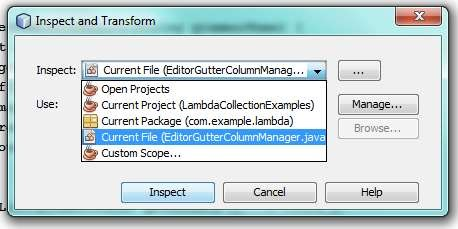 Inspect and Transform
Inspect: Current File (EditorGutterColumnManag... ...
Open Projects
Use: Current Project (LambdaCollectionExamples) Manage...
Current Package (com.example.lambda)
Current File (EditorGutterColumnManager.java Browse...
Custom Scope...
Inspect Cancel Help